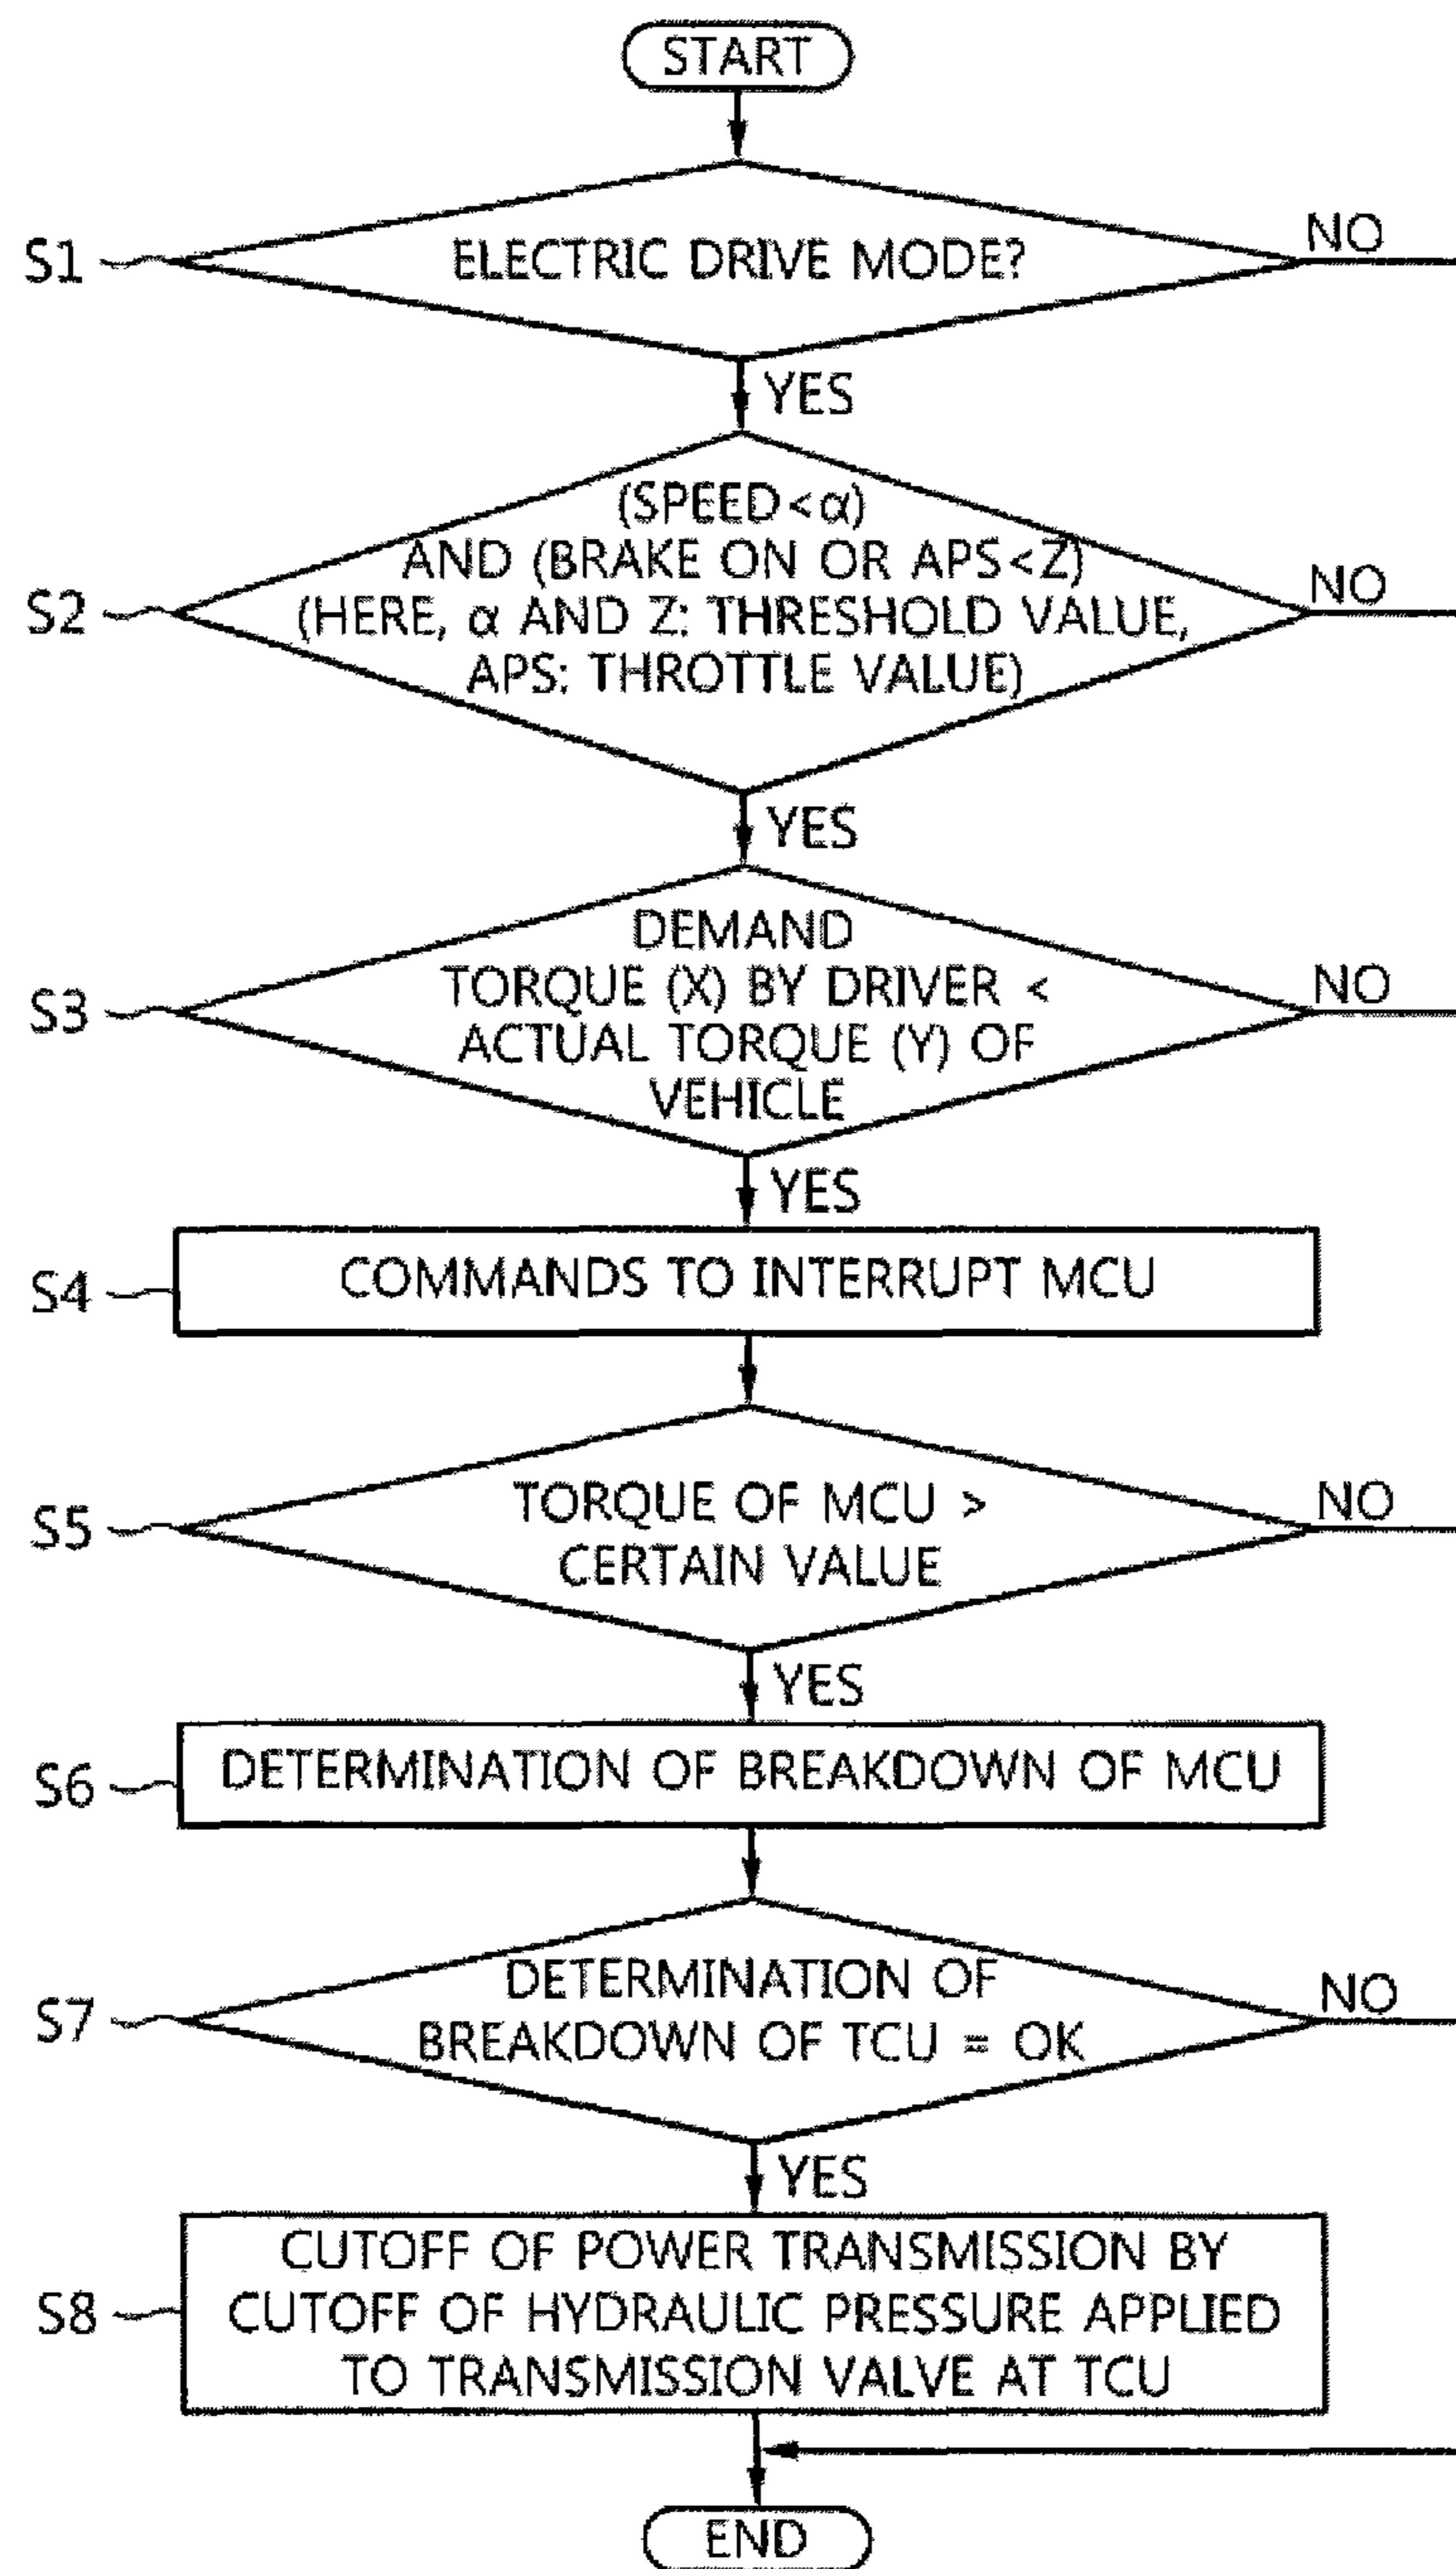 START
S1
ELECTRIC DRIVE MODE?
NO
YES
S2
(SPEED<α)
AND (BRAKE ON OR APS<Z)
(HERE, α AND Z: THRESHOLD VALUE,
APS: THROTTLE VALUE)
NO
YES
S3
DEMAND
TORQUE (X) BY DRIVER <
ACTUAL TORQUE (Y) OF
VEHICLE
NO
YES
S4
COMMANDS TO INTERRUPT MCU
S5
TORQUE OF MCU >
CERTAIN VALUE
NO
YES
S6
DETERMINATION OF BREAKDOWN OF MCU
S7
DETERMINATION OF
BREAKDOWN OF TCU = OK
NO
YES
S8
CUTOFF OF POWER TRANSMISSION BY
CUTOFF OF HYDRAULIC PRESSURE APPLIED
TO TRANSMISSION VALVE AT TCU
END